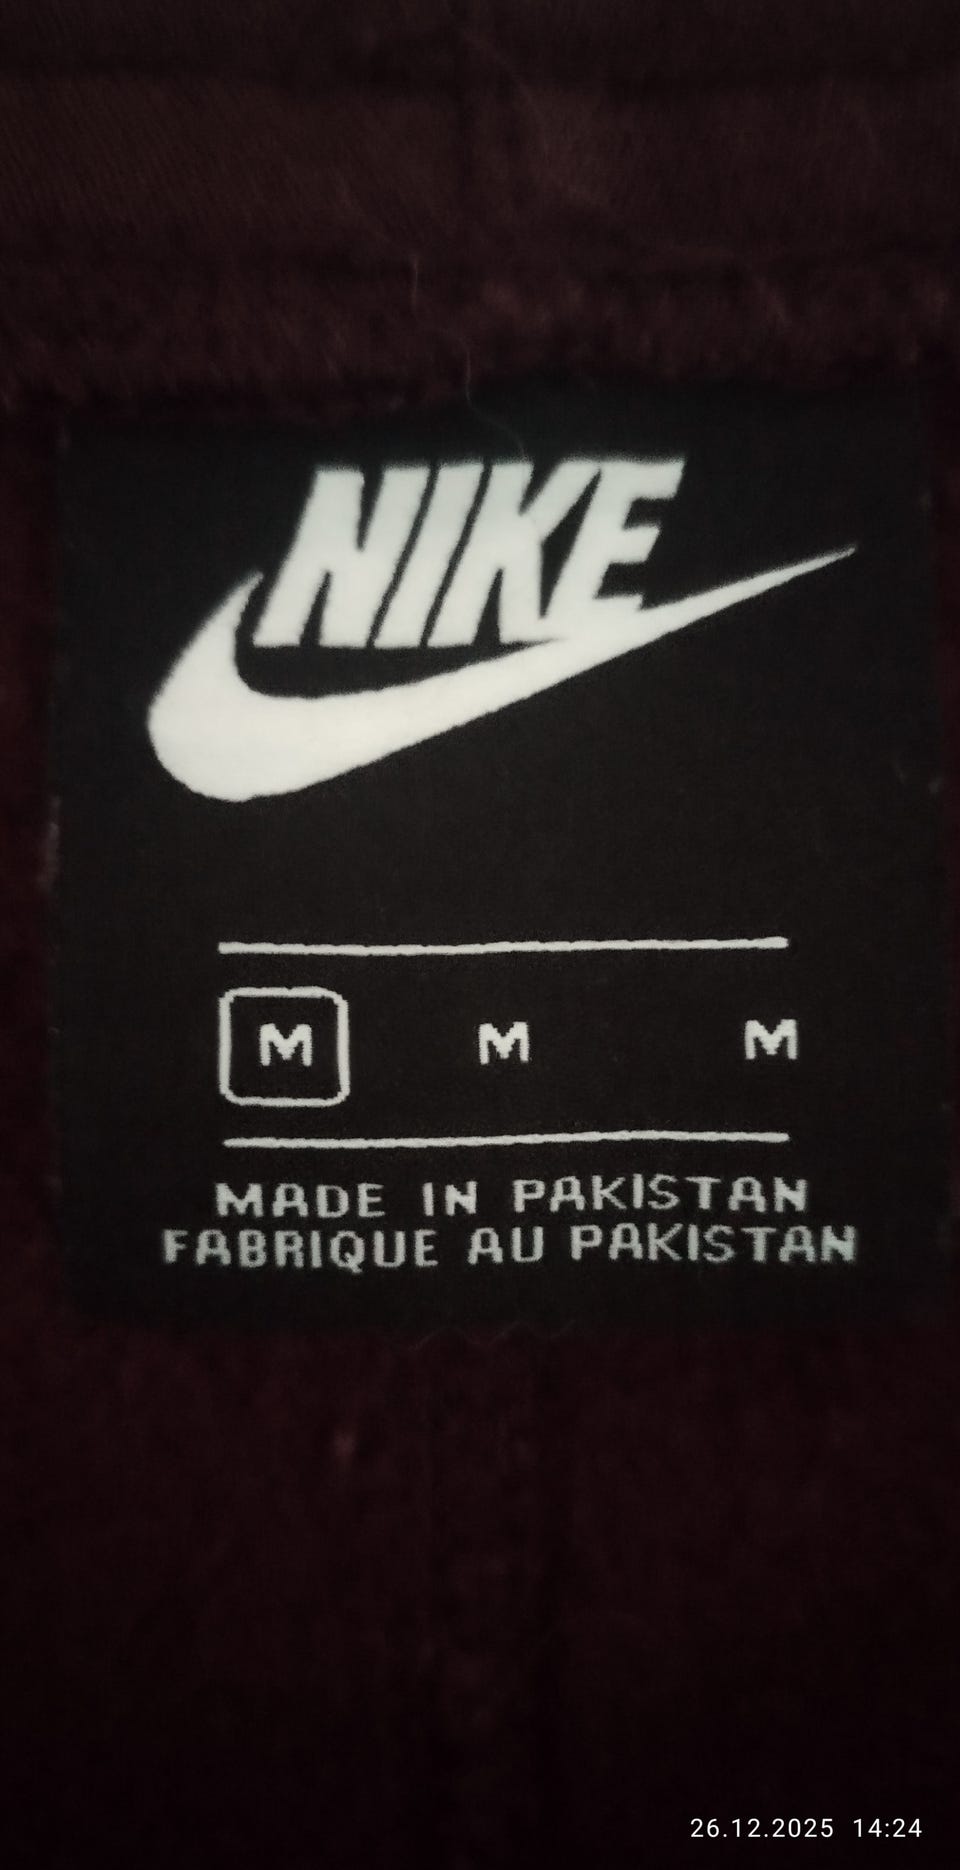 NIKE
M M M
MADE IN PAKISTAN
FABRIQUE AU PAKISTAN
26.12.2025 14:24